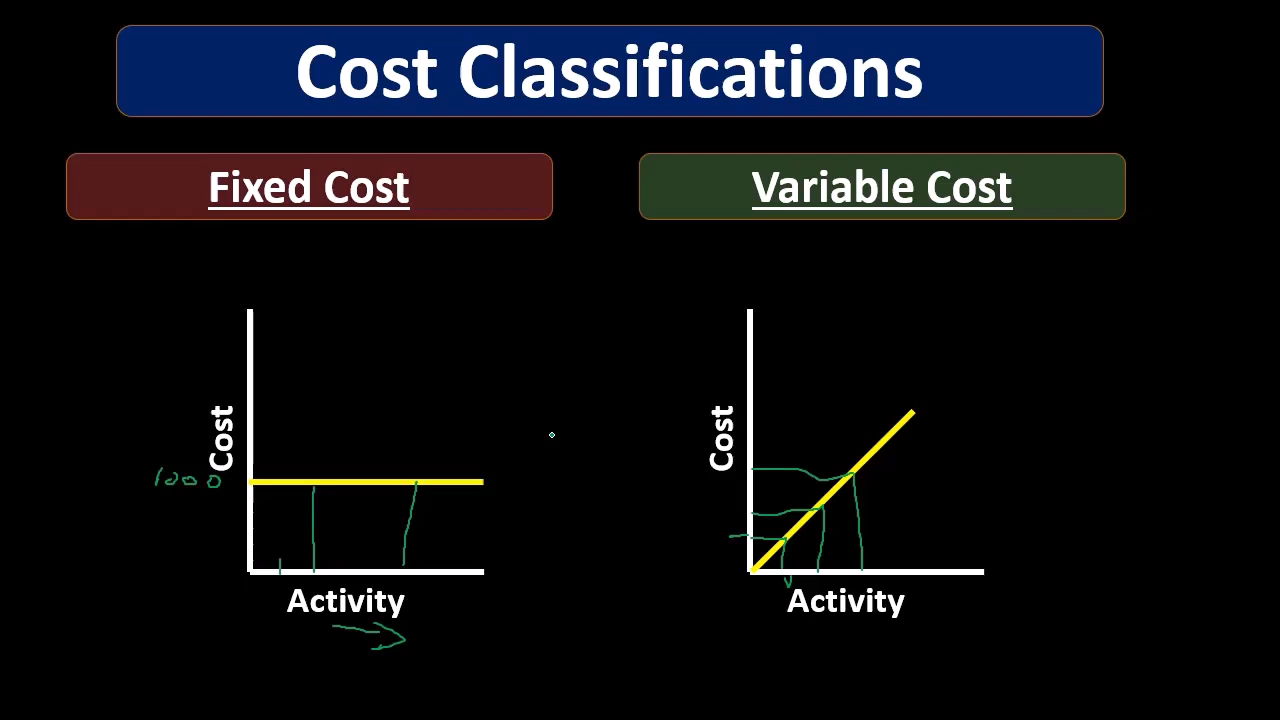 Cost Classifications
Fixed Cost
Variable Cost
Cost
1000
Activity
Cost
Activity